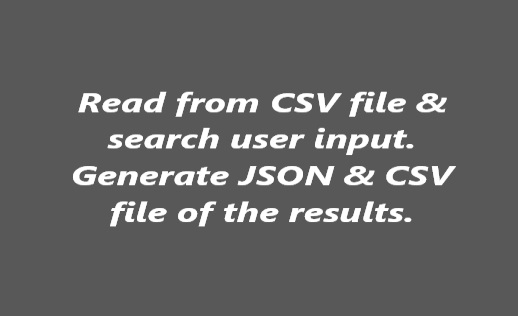 Read from CSV file &
search user input.
Generate JSON & CSV
file of the results.